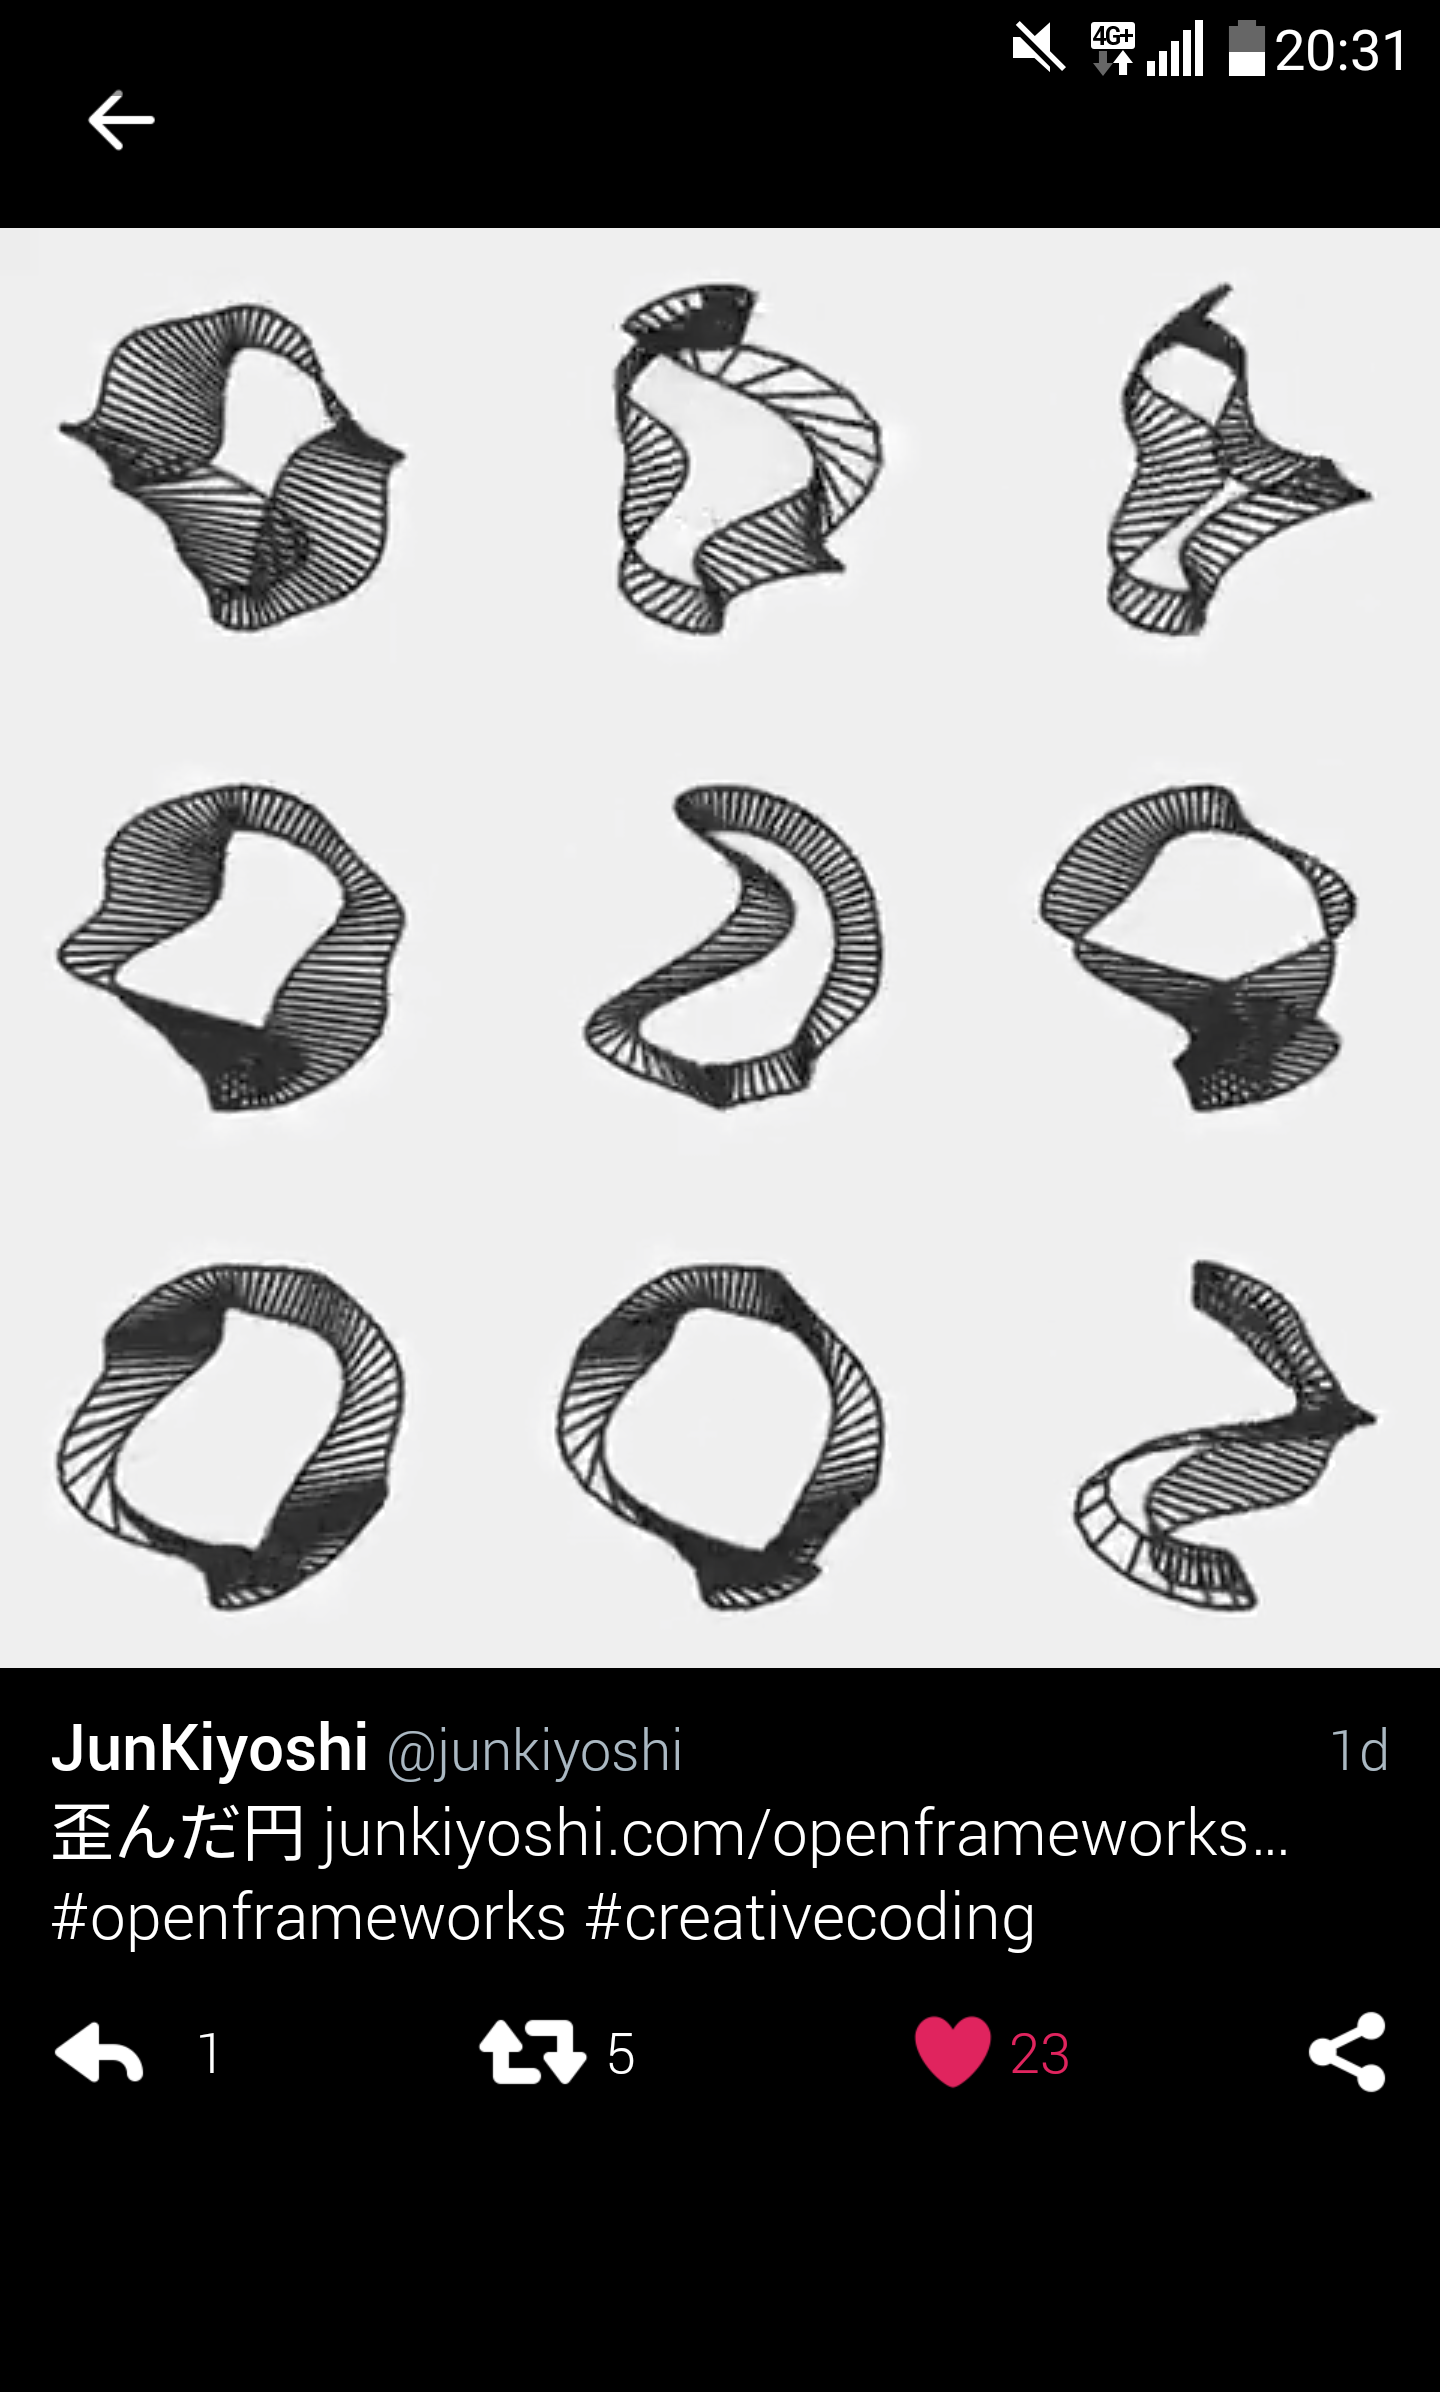 4G+ 20:31
JunKiyoshi @junkiyoshi 1d
歪んだ円 junkiyoshi.com/openframeworks…
#openframeworks #creativecoding
1 5 23